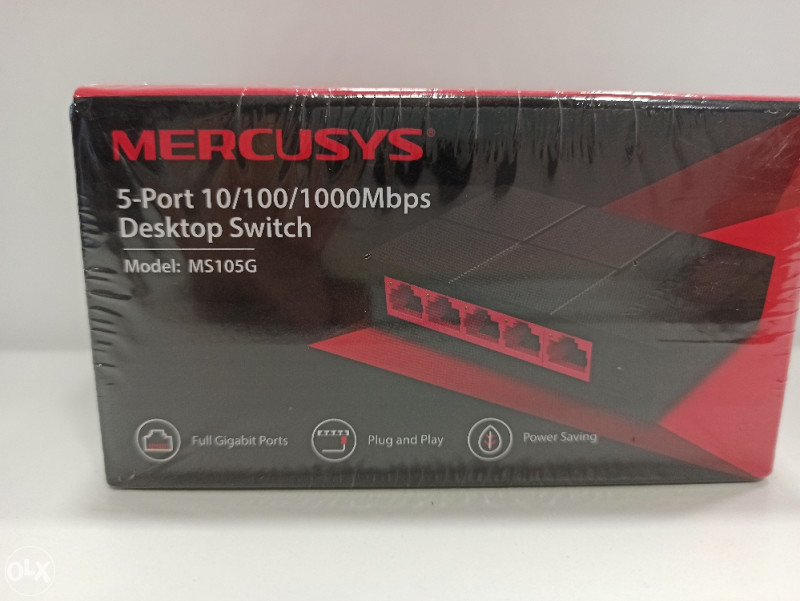 MERCUSYS®
5-Port 10/100/1000Mbps
Desktop Switch
Model: MS105G
Full Gigabit Ports
Plug and Play
Power Saving
OLX